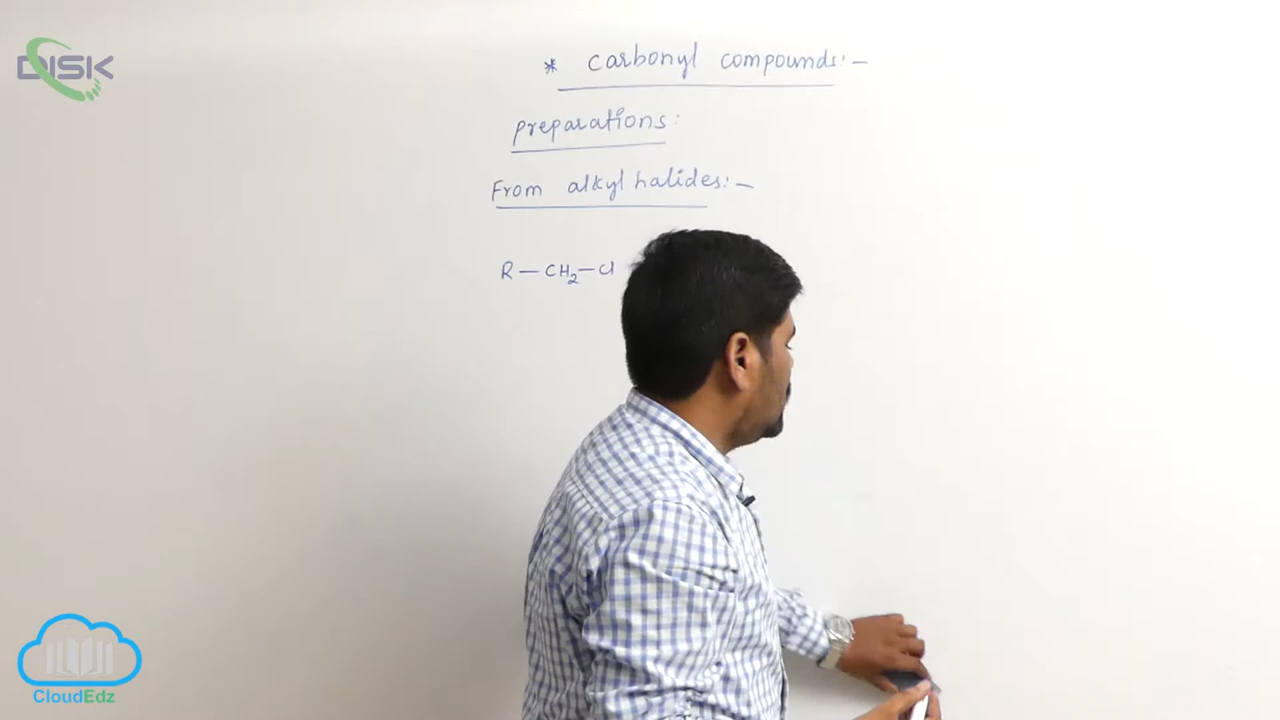 DISK
* carbonyl compounds:-
preparations:
From alkyl halides:-
R-CH2-Cl
CloudEdz